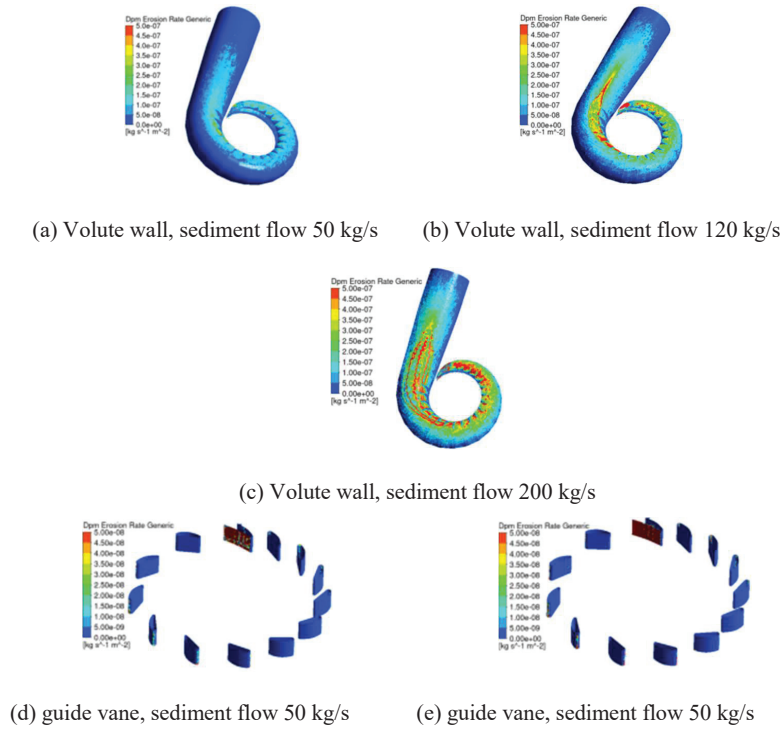 Dpm Erosion Rate Generic
5.0e-07
4.5e-07
4.0e-07
3.5e-07
3.0e-07
2.5e-07
2.0e-07
1.5e-07
1.0e-07
5.0e-08
0.0e+00
[kg s^-1 m^-2]
Dpm Erosion Rate Generic
5.00e-07
4.50e-07
4.00e-07
3.50e-07
3.00e-07
2.50e-07
2.00e-07
1.50e-07
1.00e-07
5.00e-08
0.00e+00
[kg s^-1 m^-2]
(a) Volute wall, sediment flow 50 kg/s
(b) Volute wall, sediment flow 120 kg/s
Dpm Erosion Rate Generic
5.00e-07
4.50e-07
4.00e-07
3.50e-07
3.00e-07
2.50e-07
2.00e-07
1.50e-07
1.00e-07
5.00e-08
0.00e+00
[kg s^-1 m^-2]
(c) Volute wall, sediment flow 200 kg/s
Dpm Erosion Rate Generic
5.00e-08
4.50e-08
4.00e-08
3.50e-08
3.00e-08
2.50e-08
2.00e-08
1.50e-08
1.00e-08
5.00e-09
0.00e+00
[kg s^-1 m^-2]
Dpm Erosion Rate Generic
5.00e-08
4.50e-08
4.00e-08
3.50e-08
3.00e-08
2.50e-08
2.00e-08
1.50e-08
1.00e-08
5.00e-09
0.00e+00
[kg s^-1 m^-2]
(d) guide vane, sediment flow 50 kg/s
(e) guide vane, sediment flow 50 kg/s